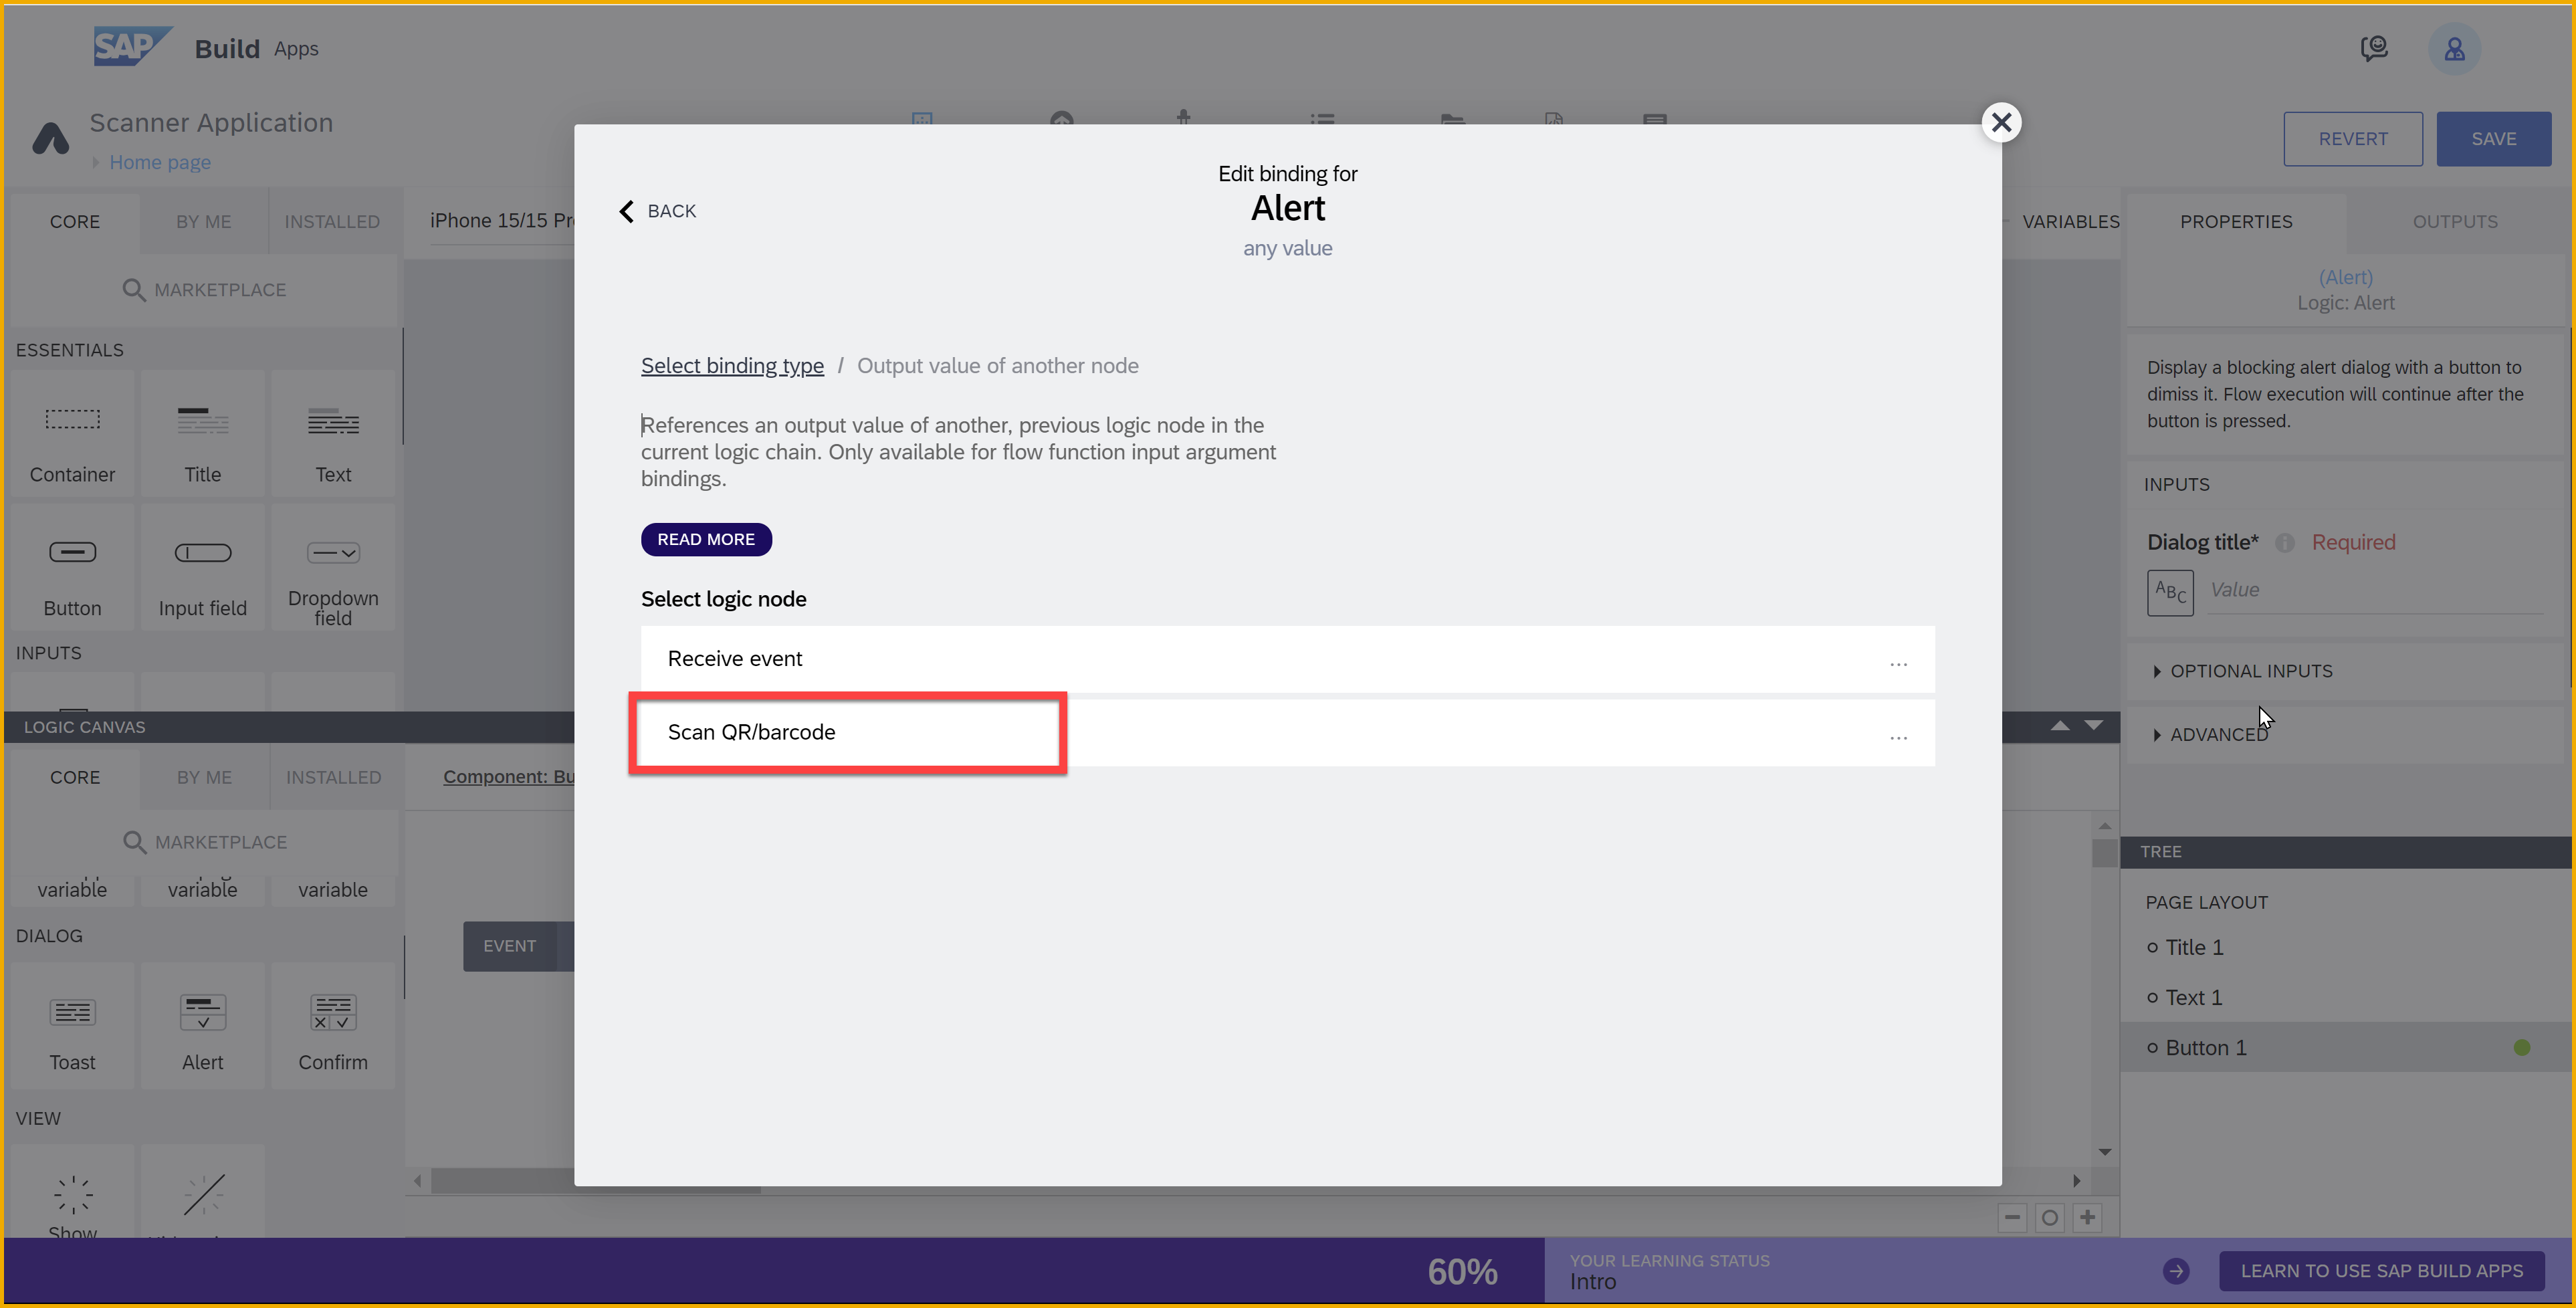 SAP Build Apps
Scanner Application
Home page
REVERT
SAVE
CORE
BY ME
INSTALLED
iPhone 15/15 Pr
VARIABLES
PROPERTIES
OUTPUTS
MARKETPLACE
ESSENTIALS
Container
Title
Text
Button
Input field
Dropdown
field
INPUTS
Edit binding for
Alert
any value
BACK
Select binding type / Output value of another node
References an output value of another, previous logic node in the
current logic chain. Only available for flow function input argument
bindings.
READ MORE
Select logic node
Receive event
...
Scan QR/barcode
...
(Alert)
Logic: Alert
Display a blocking alert dialog with a button to
dimiss it. Flow execution will continue after the
button is pressed.
INPUTS
Dialog title* Required
ABC Value
OPTIONAL INPUTS
ADVANCED
LOGIC CANVAS
CORE
BY ME
INSTALLED
Component: Bu
MARKETPLACE
variable
variable
variable
DIALOG
EVENT
Toast
Alert
Confirm
VIEW
Show
TREE
PAGE LAYOUT
Title 1
Text 1
Button 1
60%
YOUR LEARNING STATUS
Intro
LEARN TO USE SAP BUILD APPS